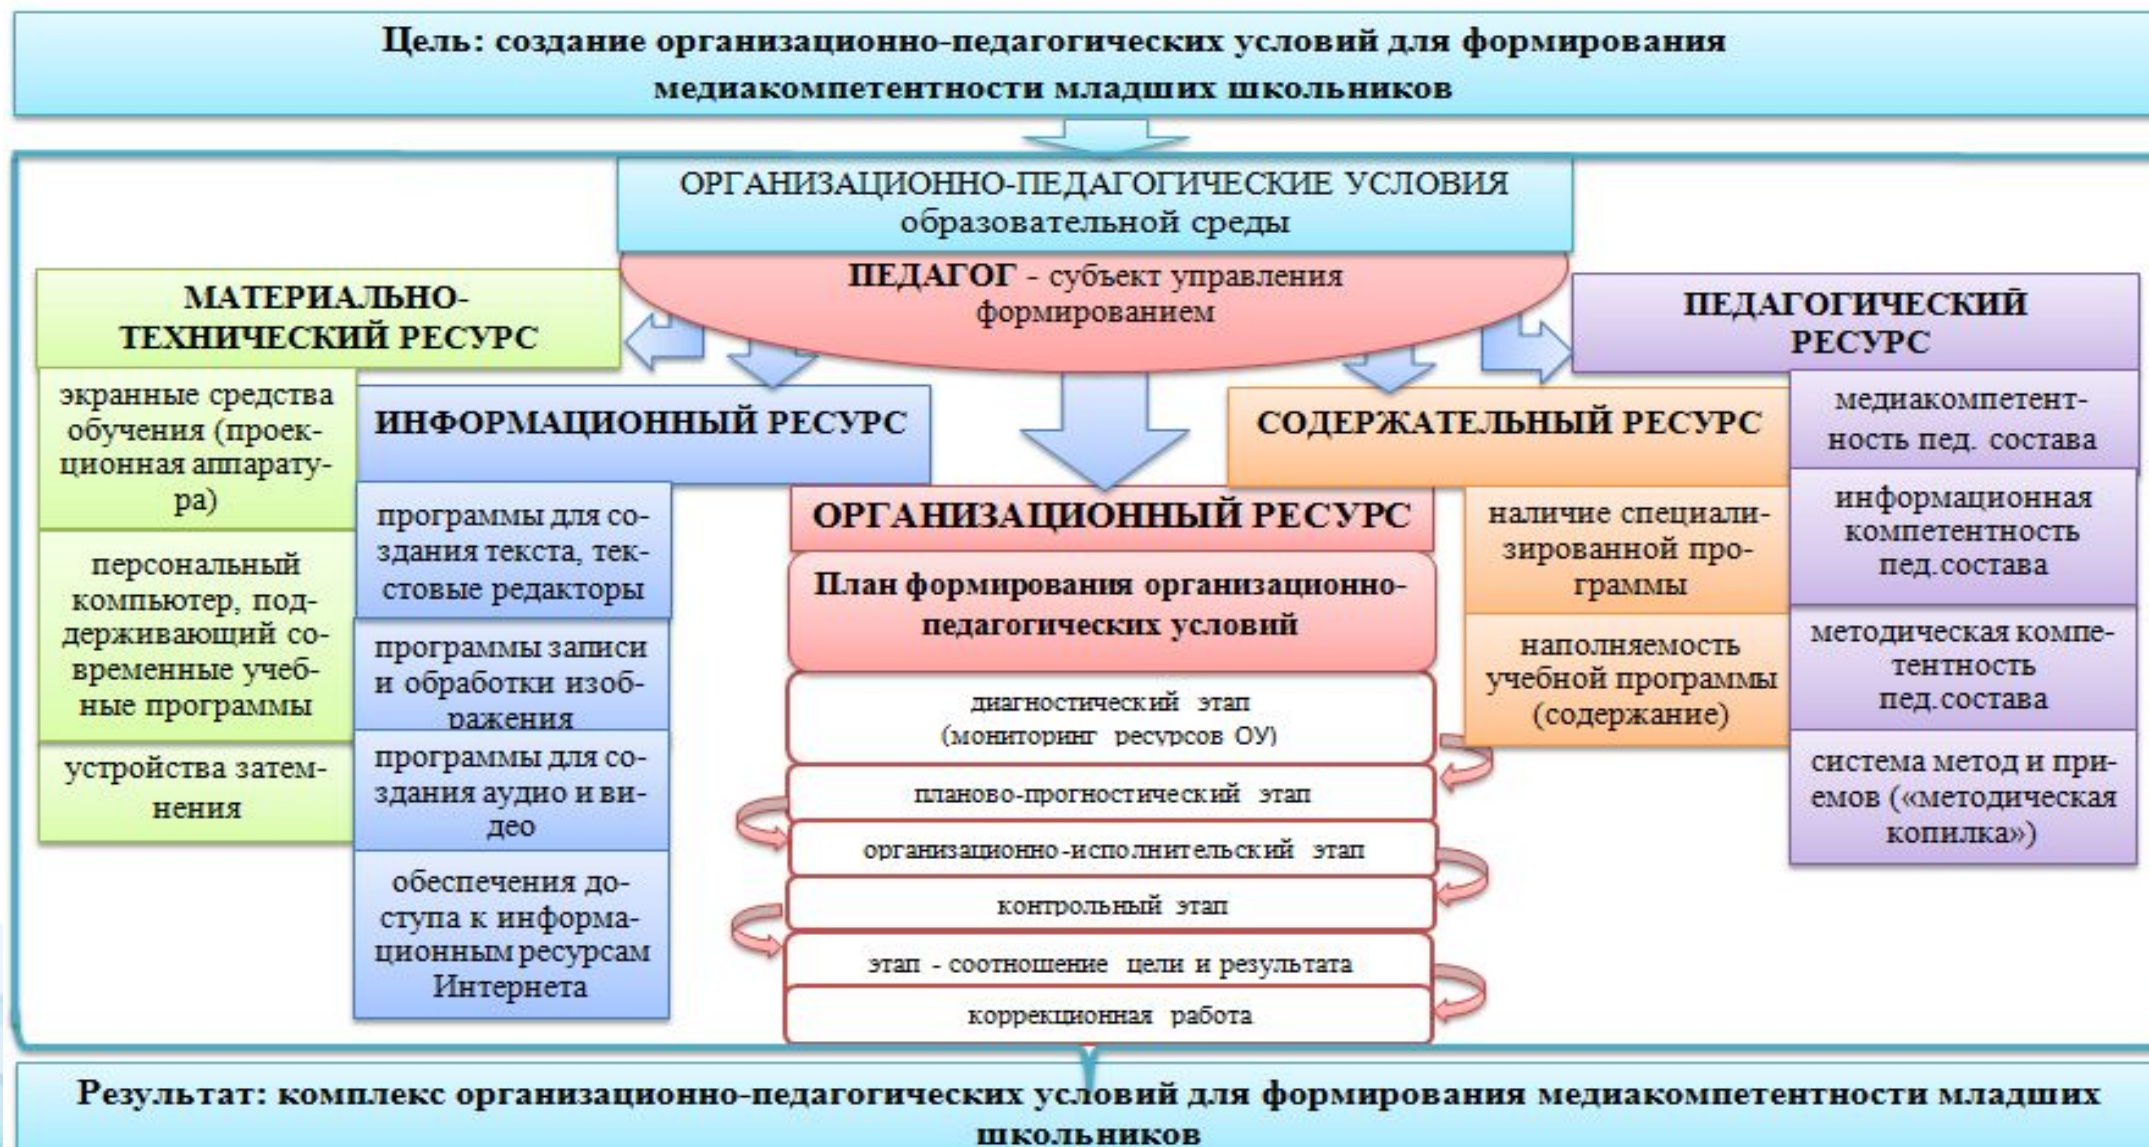 Цель: создание организационно-педагогических условий для формирования
медиакомпетентности младших школьников
ОРГАНИЗАЦИОННО-ПЕДАГОГИЧЕСКИЕ УСЛОВИЯ
образовательной среды
ПЕДАГОГ - субъект управления
формированием
МАТЕРИАЛЬНО-
ТЕХНИЧЕСКИЙ РЕСУРС
экранные средства
обучения (проек-
ционная аппарату-
ра)
персональный
компьютер, под-
держивающий со-
временные учеб-
ные программы
устройства затем-
нения
ИНФОРМАЦИОННЫЙ РЕСУРС
программы для со-
здания текста, тек-
стовые редакторы
программы записи
и обработки изоб-
ражения
программы для со-
здания аудио и ви-
део
обеспечения до-
ступа к информа-
ционным ресурсам
Интернета
ОРГАНИЗАЦИОННЫЙ РЕСУРС
План формирования организационно-
педагогических условий
диагностический этап
(мониторинг ресурсов ОУ)
планово-прогностический этап
организационно-исполнительский этап
контрольный этап
этап - соотношение цели и результата
коррекционная работа
СОДЕРЖАТЕЛЬНЫЙ РЕСУРС
наличие специали-
зированной про-
граммы
наполняемость
учебной программы
(содержание)
ПЕДАГОГИЧЕСКИЙ
РЕСУРС
медиакомпетент-
ность пед. состава
информационная
компетентность
пед.состава
методическая компе-
тентность
пед.состава
система метод и при-
емов («методическая
копилка»)
Результат: комплекс организационно-педагогических условий для формирования медиакомпетентности младших
школьников